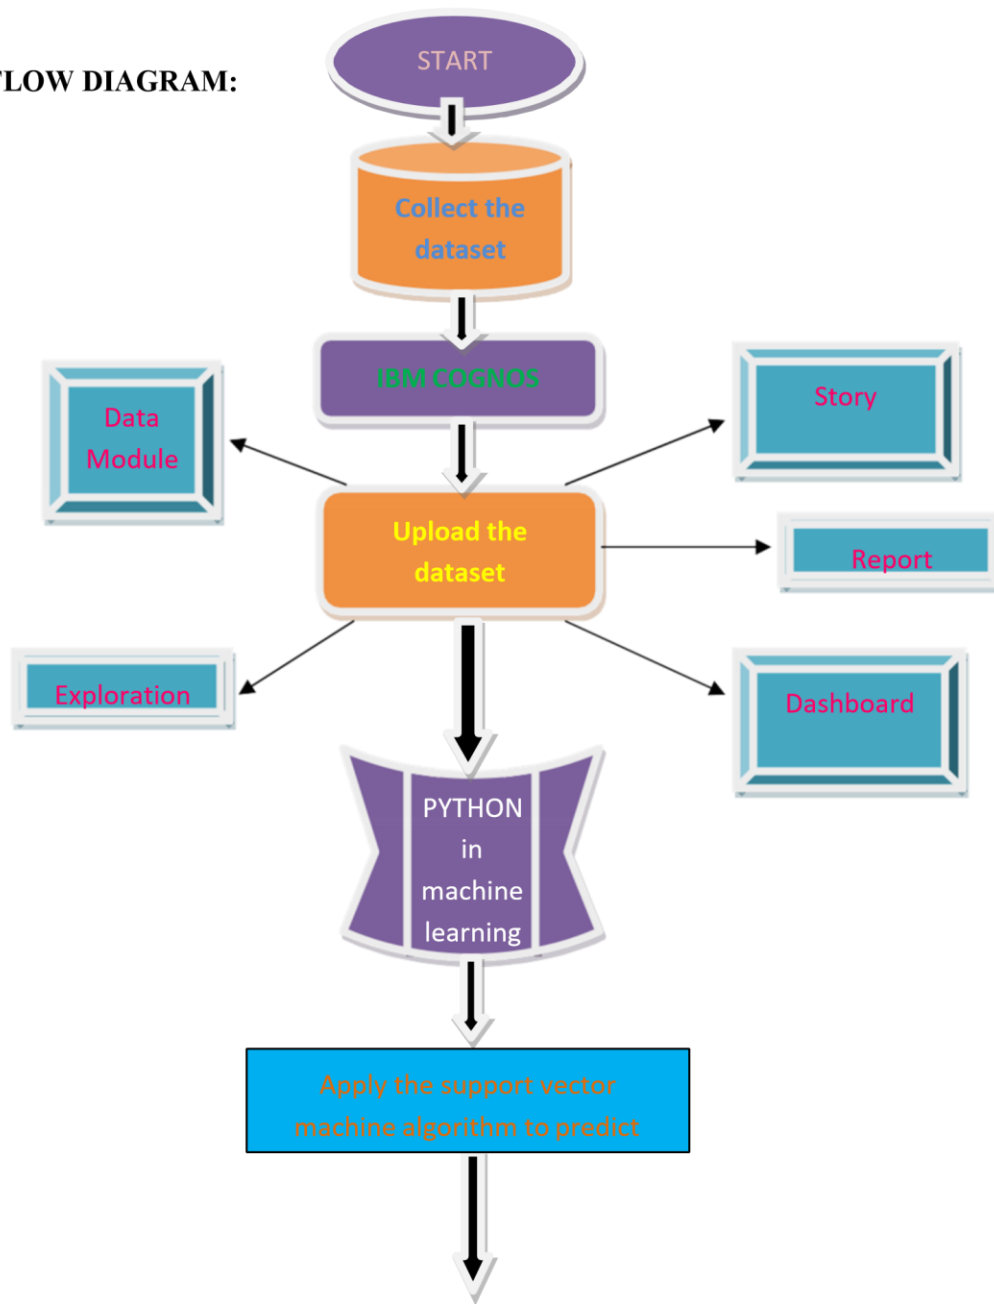 START
FLOW DIAGRAM:
Collect the
dataset
IBM COGNOS
Data
Module
Story
Upload the
dataset
Report
Exploration
Dashboard
PYTHON
in
machine
learning
Apply the support vector
machine algorithm to predict